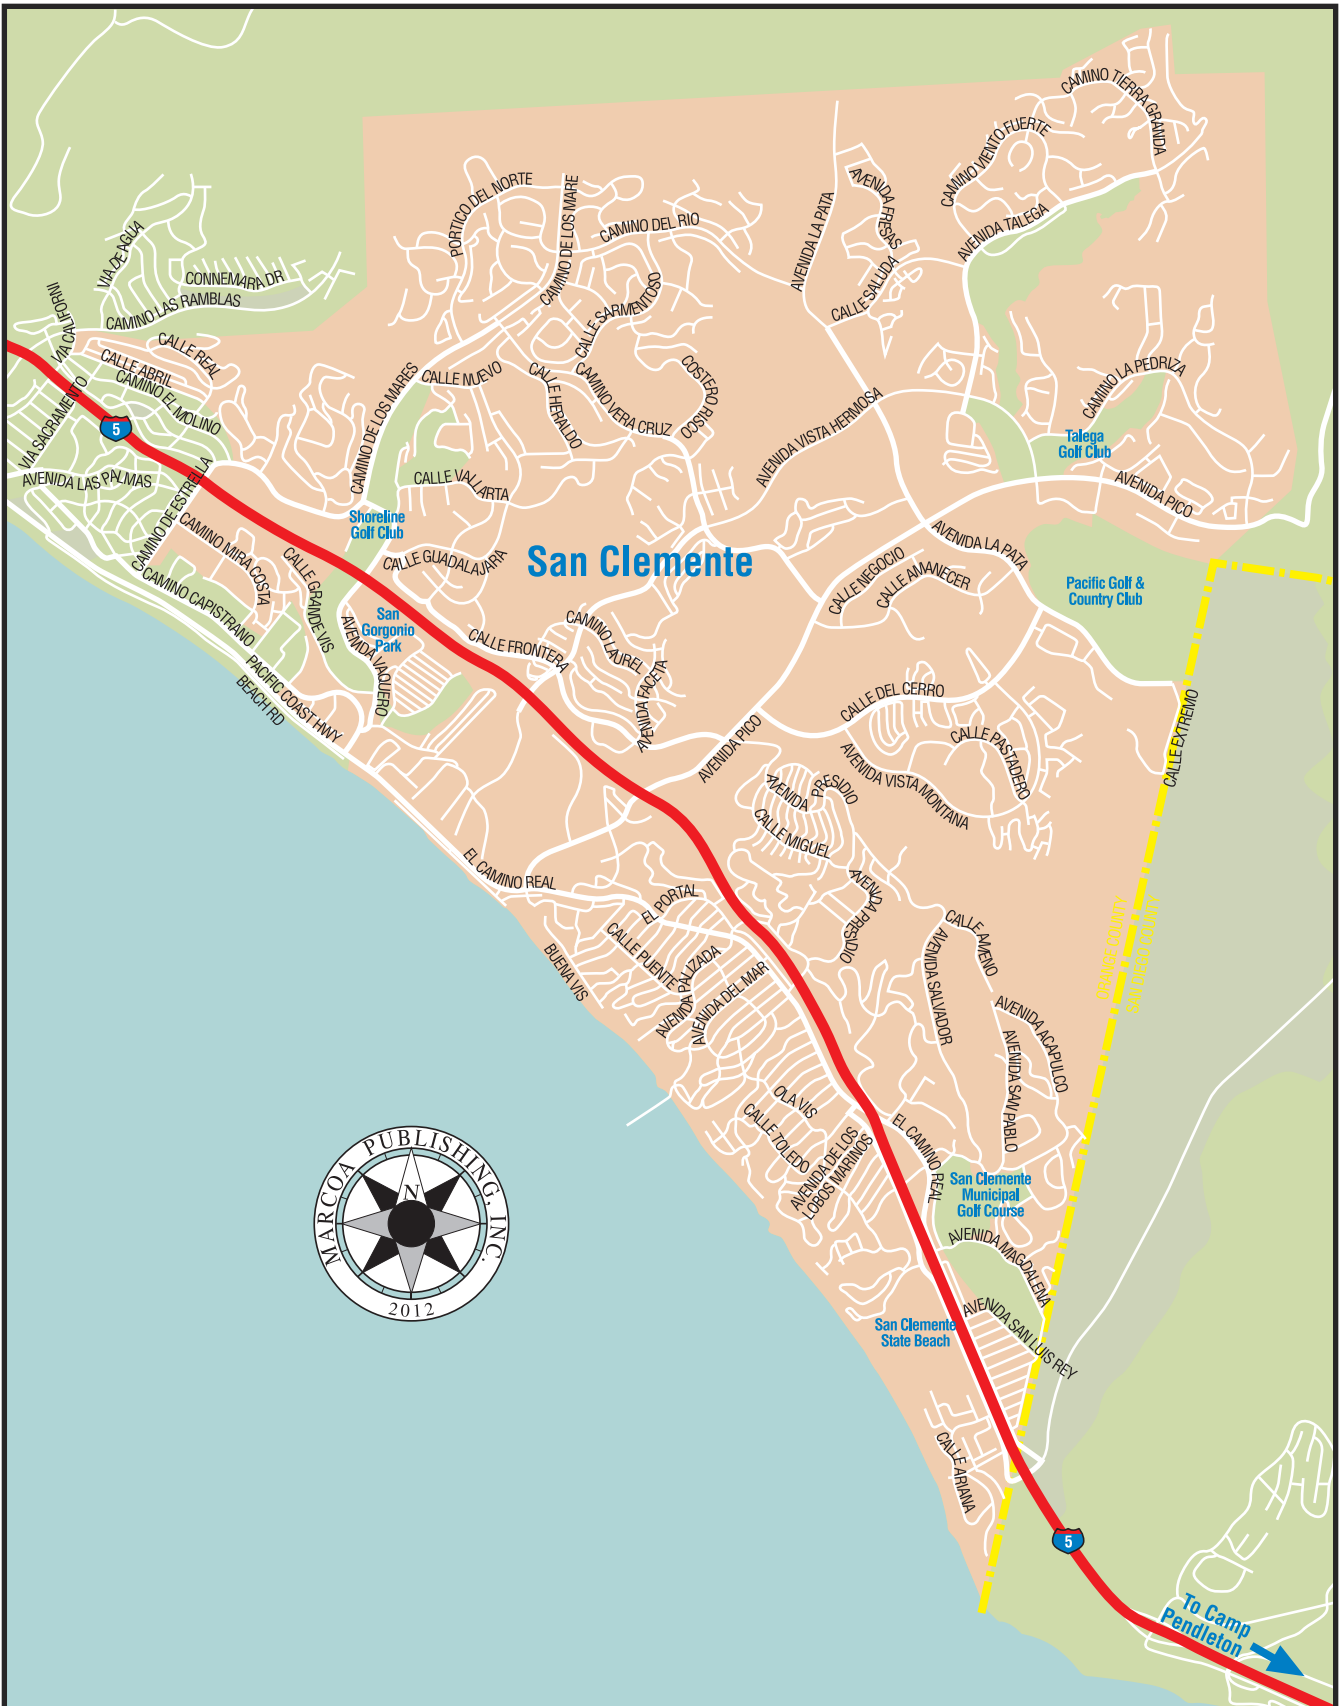 CAMINO TIERRA GRANDA
CAMINO VIENTO FUERTE
AVENIDA FRESAS
PORTICO DEL NORTE
CAMINO DE LOS MARE
CAMINO DEL RIO
AVENIDA LA PATA
AVENIDA TALEGA
VIA DE AGUA
CONNEMARA DR
CAMINO LAS RAMBLAS
VIA CALIFORNI
CALLE SALUDA
CALLE SARMENTOSO
CALLE REAL
CALLE ABRIL
CAMINO EL MOLINO
CAMINO DE LOS MARES
CALLE NUEVO
CALLE HERALDO
CAMINO VERA CRUZ
COSTERO RISCO
AVENIDA VISTA HERMOSA
CAMINO LA PEDRIZA
VIA SACRAMENTO
5
Talega
Golf Club
AVENIDA LAS PALMAS
CAMINO DE ESTRELLA
CALLE VALLARTA
AVENIDA PICO
Shoreline
Golf Club
CAMINO MIRA COSTA
San Clemente
AVENIDA LA PATA
CALLE GUADALAJARA
CALLE GRANDE VIS
CALLE NEGOCIO
CALLE AMANECER
Pacific Golf &
Country Club
CAMINO CAPISTRANO
San
Gorgonio
Park
AVENIDA VAQUERO
CALLE FRONTERA
CAMINO LAUREL
AVENIDA FACETA
PACIFIC COAST HWY
BEACH RD
CALLE DEL CERRO
CALLE EXTREMO
AVENIDA PICO
CALLE PASTADERO
AVENIDA VISTA MONTANA
AVENIDA
PRESIDIO
CALLE MIGUEL
EL CAMINO REAL
AVENIDA PRESIDIO
EL PORTAL
CALLE AMENO
ORANGE COUNTY
SAN DIEGO COUNTY
CALLE PUENTE
BUENA VIS
AVENIDA PALIZADA
AVENIDA DEL MAR
AVENIDA SALVADOR
AVENIDA ACAPULCO
AVENIDA SAN PABLO
OLA VIS
CALLE TOLEDO
AVENIDA DE LOS
LOBOS MARINOS
EL CAMINO REAL
San Clemente
Municipal
Golf Course
MARCOA PUBLISHING, INC.
N
2012
AVENIDA MAGDALENA
AVENIDA SAN LUIS REY
San Clemente
State Beach
CALLE ARIANA
5
To Camp
Pendleton